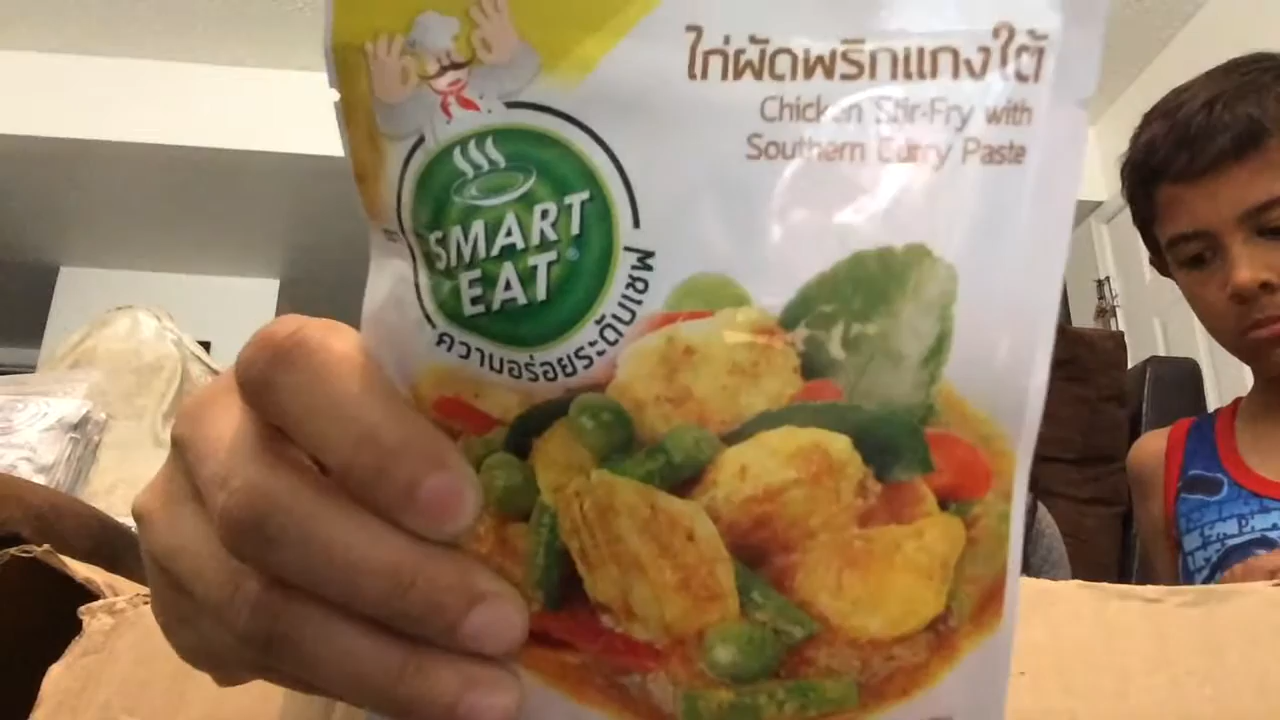 ไก่ผัดพริกแกงใต้
Chicken Stir-Fry with
Southern Curry Paste
SMART
EAT
ความอร่อยระดับเชฟ